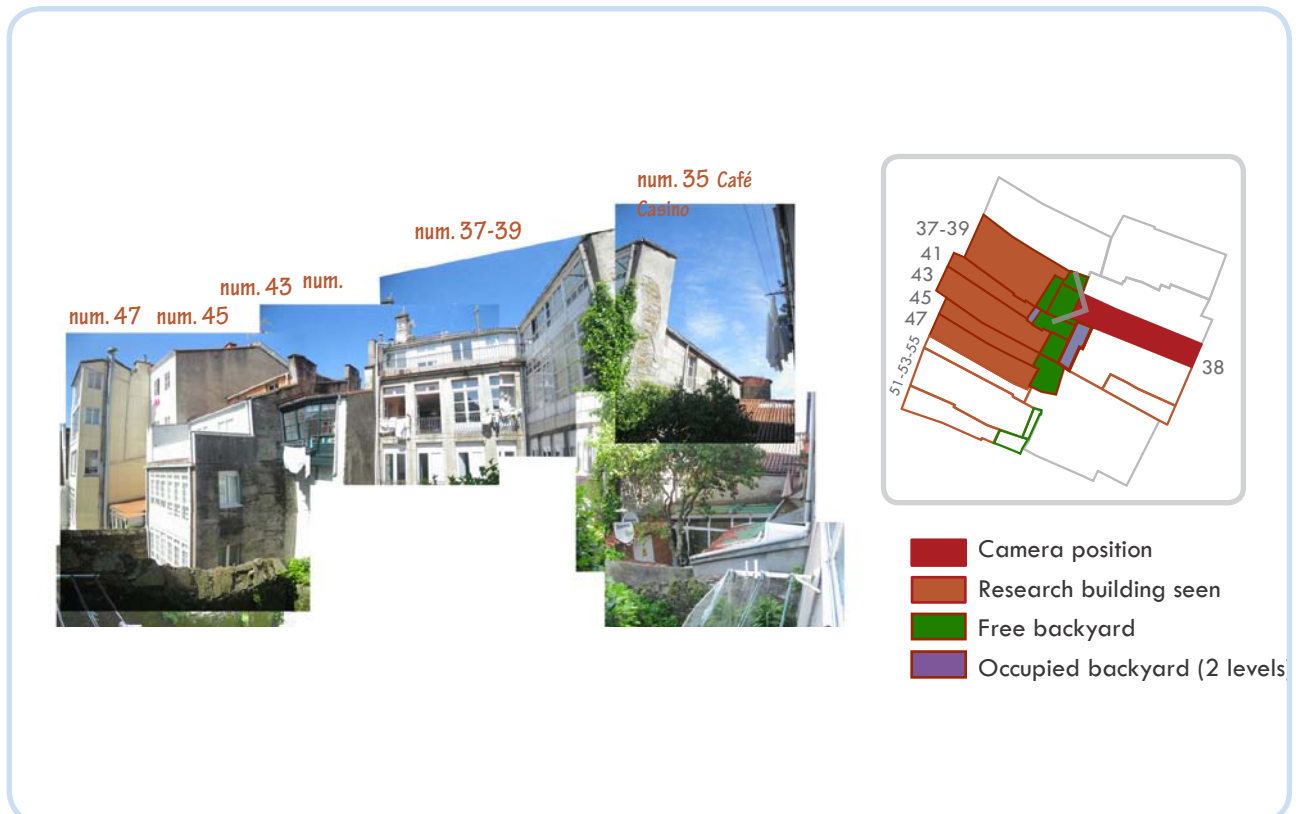 num. 35 Café
Casino
num. 37-39
num. 43 num.
num. 47 num. 45
37-39
41
43
45
47
51-53-55
38
Camera position
Research building seen
Free backyard
Occupied backyard (2 levels)